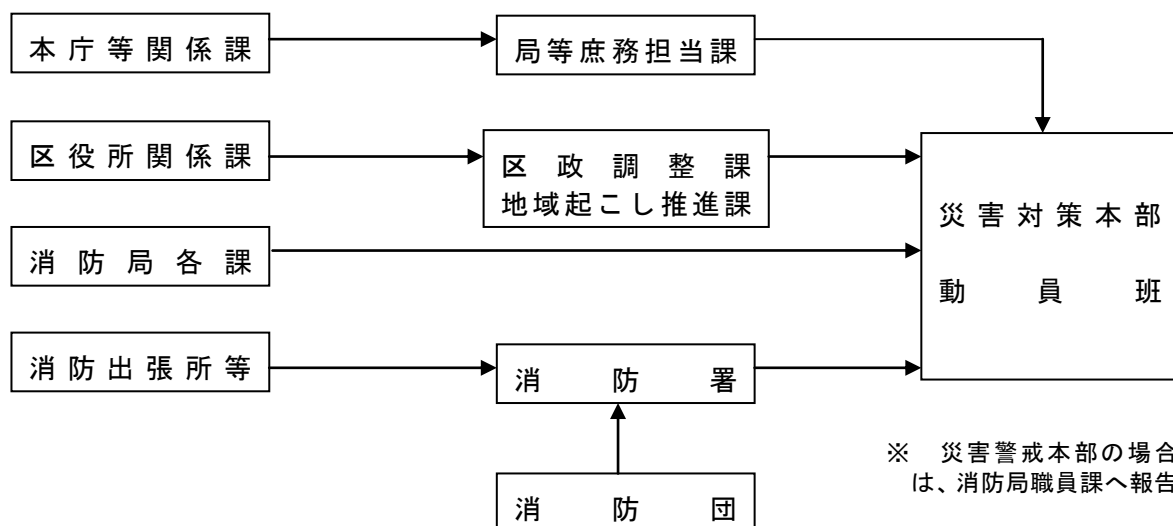 本庁等関係課
局等庶務担当課
区役所関係課
区政調整課
地域起こし推進課
災害対策本部
動員班
消防局各課
消防出張所等
消防署
消防団
※ 災害警戒本部の場合
は、消防局職員課へ報告